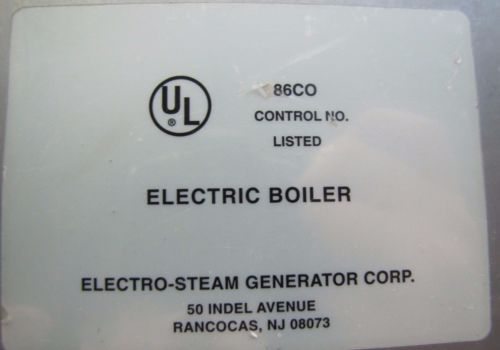 UL
®
86CO
CONTROL NO.
LISTED
ELECTRIC BOILER
ELECTRO-STEAM GENERATOR CORP.
50 INDEL AVENUE
RANCOCAS, NJ 08073